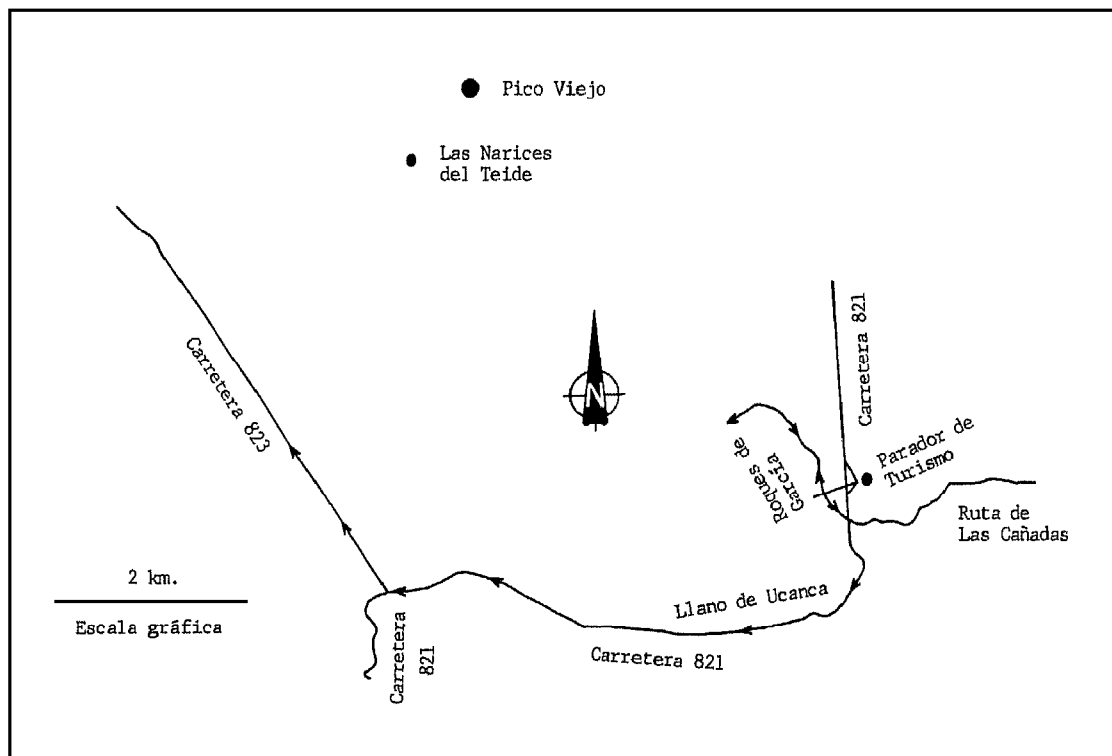 Pico Viejo
Las Narices
del Teide
Carretera 821
Carretera 823
N
Roques de
García
Parador de
Turismo
Ruta de
Las Cañadas
2 km.
Escala gráfica
Llano de Ucanca
Carretera
821
Carretera 821